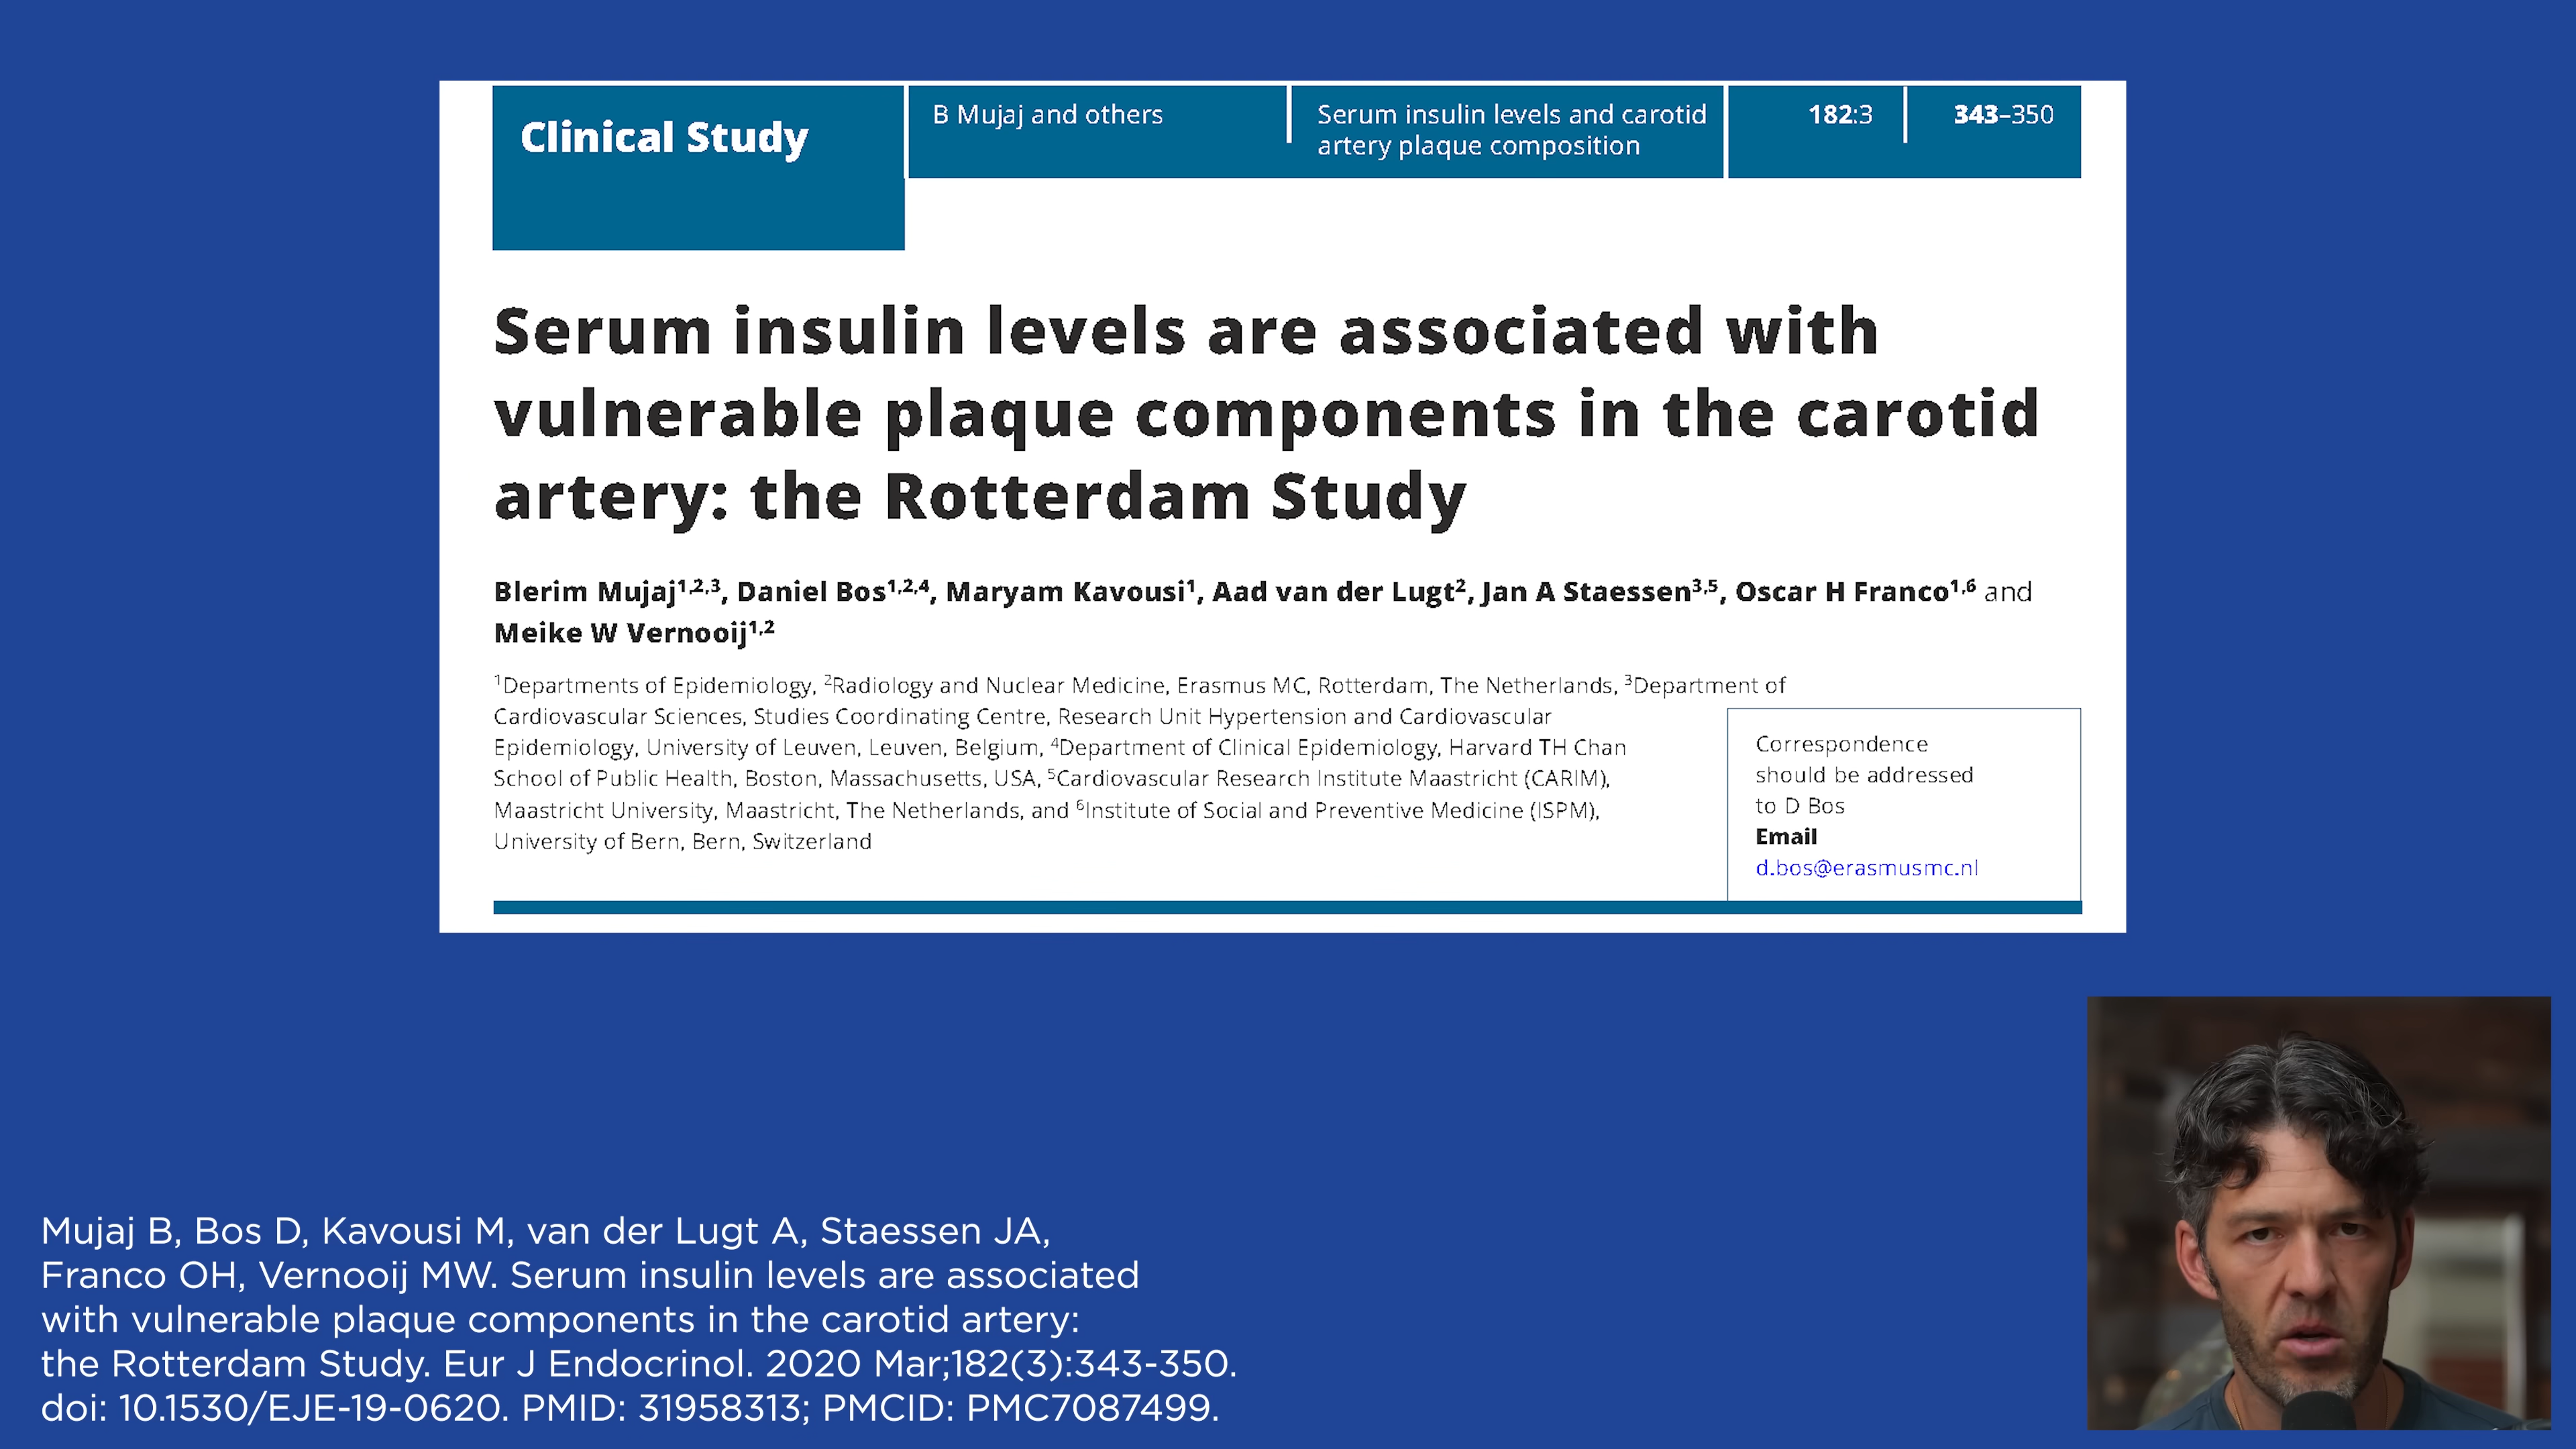 Clinical Study
B Mujaj and others
Serum insulin levels and carotid
artery plaque composition
182:3
343–350
Serum insulin levels are associated with
vulnerable plaque components in the carotid
artery: the Rotterdam Study
Blerim Mujaj1,2,3, Daniel Bos1,2,4, Maryam Kavousi1, Aad van der Lugt2, Jan A Staessen3,5, Oscar H Franco1,6 and
Meike W Vernooij1,2
1Departments of Epidemiology, 2Radiology and Nuclear Medicine, Erasmus MC, Rotterdam, The Netherlands, 3Department of
Cardiovascular Sciences, Studies Coordinating Centre, Research Unit Hypertension and Cardiovascular
Epidemiology, University of Leuven, Leuven, Belgium, 4Department of Clinical Epidemiology, Harvard TH Chan
School of Public Health, Boston, Massachusetts, USA, 5Cardiovascular Research Institute Maastricht (CARIM),
Maastricht University, Maastricht, The Netherlands, and 6Institute of Social and Preventive Medicine (ISPM),
University of Bern, Bern, Switzerland
Correspondence
should be addressed
to D Bos
Email
d.bos@erasmusmc.nl
Mujaj B, Bos D, Kavousi M, van der Lugt A, Staessen JA,
Franco OH, Vernooij MW. Serum insulin levels are associated
with vulnerable plaque components in the carotid artery:
the Rotterdam Study. Eur J Endocrinol. 2020 Mar;182(3):343-350.
doi: 10.1530/EJE-19-0620. PMID: 31958313; PMCID: PMC7087499.